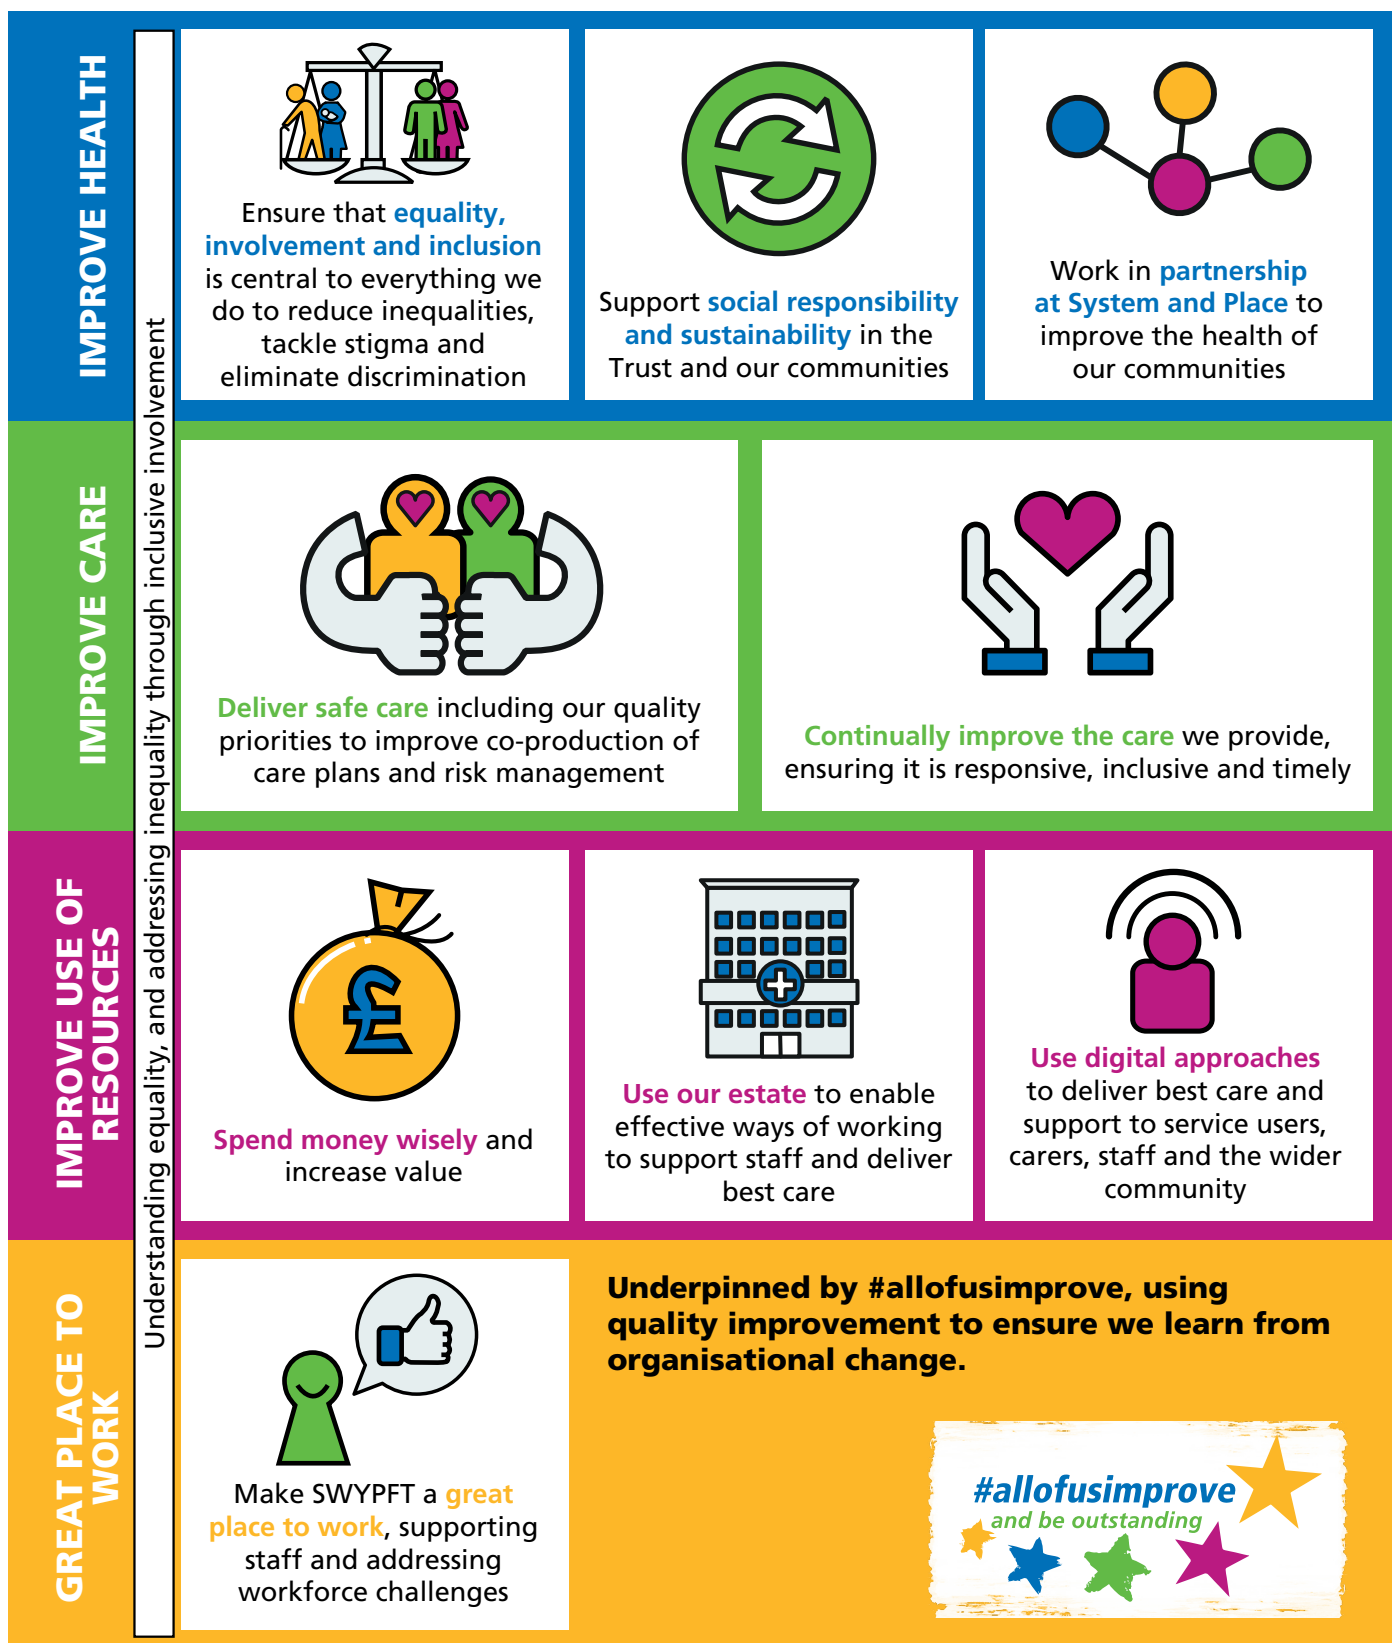 IMPROVE HEALTH
Understanding equality, and addressing inequality through inclusive involvement
Ensure that equality,
involvement and inclusion
is central to everything we
do to reduce inequalities,
tackle stigma and
eliminate discrimination
Support social responsibility
and sustainability in the
Trust and our communities
Work in partnership
at System and Place to
improve the health of
our communities
IMPROVE CARE
Deliver safe care including our quality
priorities to improve co-production of
care plans and risk management
Continually improve the care we provide,
ensuring it is responsive, inclusive and timely
IMPROVE USE OF
RESOURCES
£
Spend money wisely and
increase value
Use our estate to enable
effective ways of working
to support staff and deliver
best care
Use digital approaches
to deliver best care and
support to service users,
carers, staff and the wider
community
GREAT PLACE TO
WORK
Make SWYPFT a great
place to work, supporting
staff and addressing
workforce challenges
Underpinned by #allofusimprove, using
quality improvement to ensure we learn from
organisational change.
#allofusimprove
and be outstanding